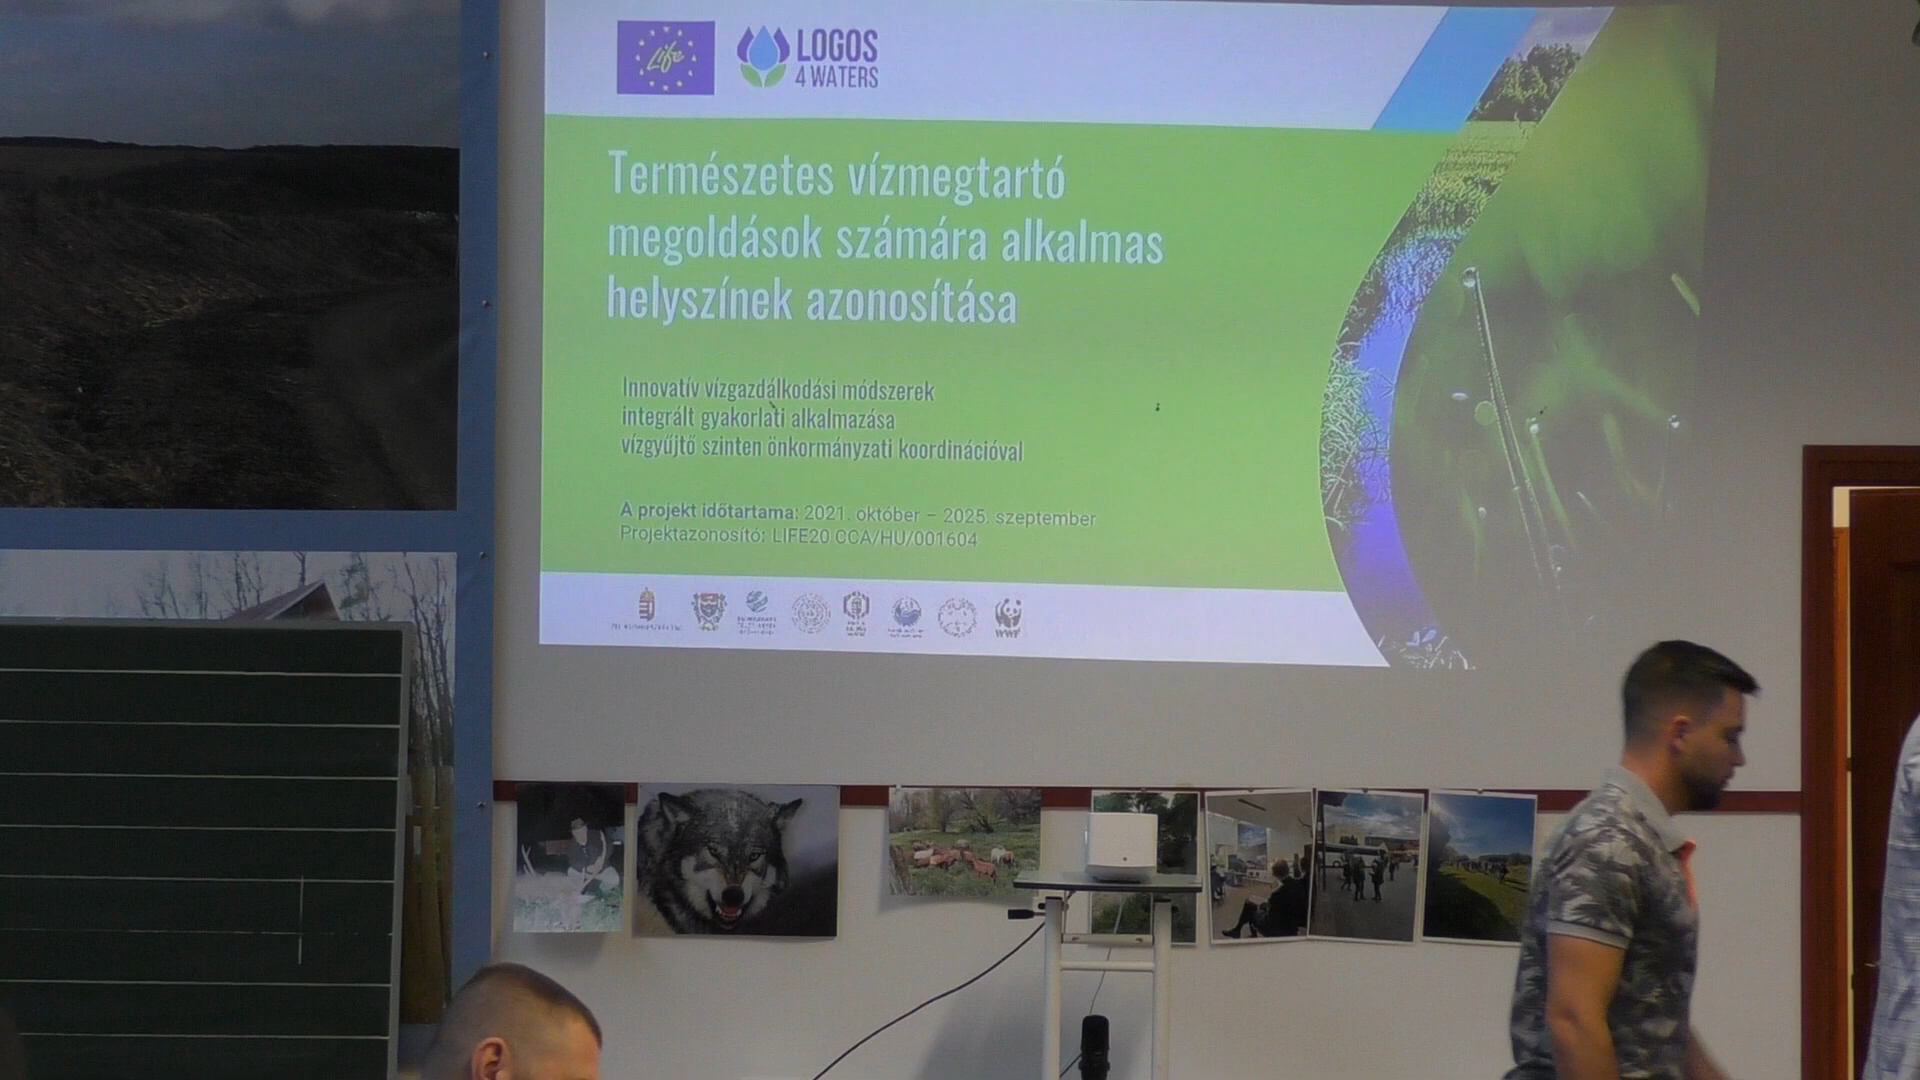 Life
LOGOS
4 WATERS
Természetes vízmegtartó
megoldások számára alkalmas
helyszínek azonosítása
Innovatív vízgazdálkodási módszerek
integrált gyakorlati alkalmazása
vízgyűjtő szinten önkormányzati koordinációval
A projekt időtartama: 2021. október – 2025. szeptember
Projektazonosító: LIFE20 CCA/HU/001604
WWF